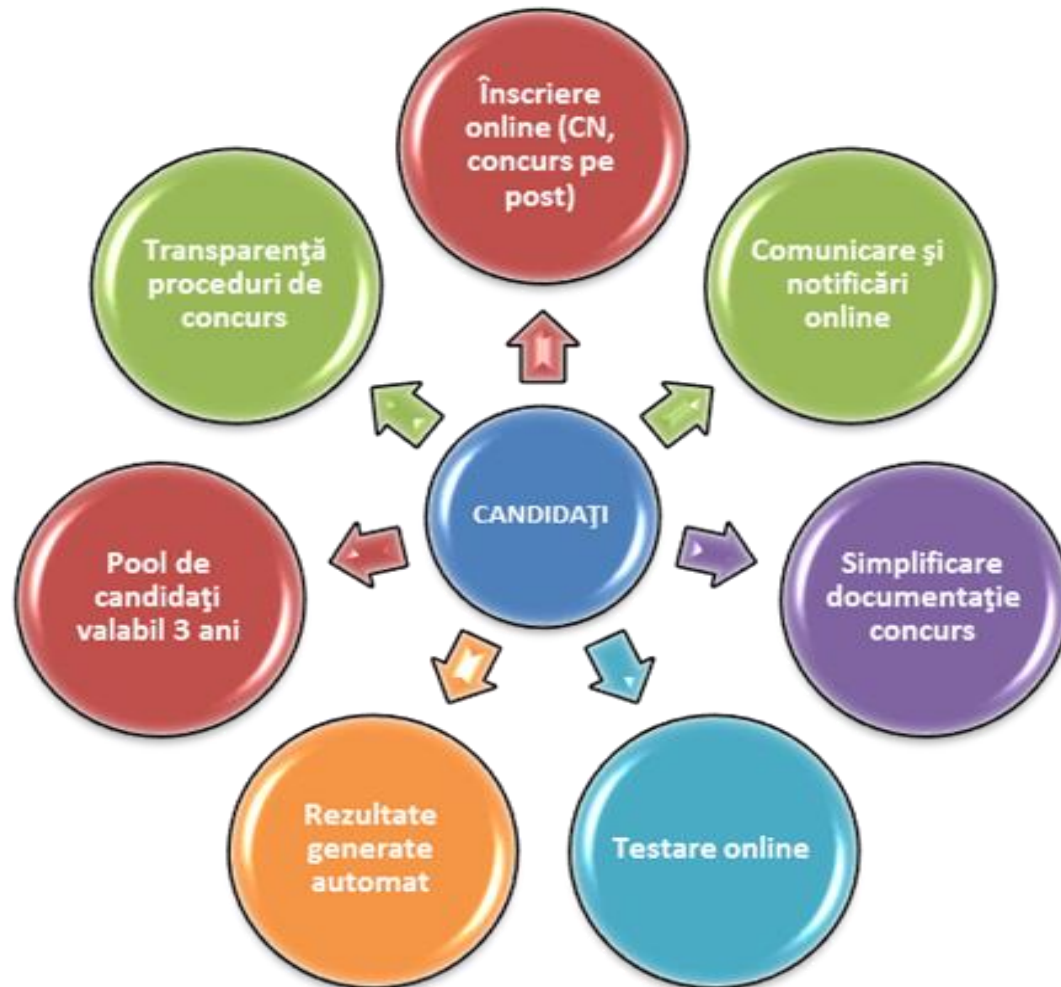 Înscriere
online (CN,
concurs pe
post)
Comunicare şi
notificări
online
Simplificare
documentaţie
concurs
Testare online
Rezultate
generate
automat
Pool de
candidaţi
valabil 3 ani
Transparenţă
proceduri de
concurs
CANDIDAŢI